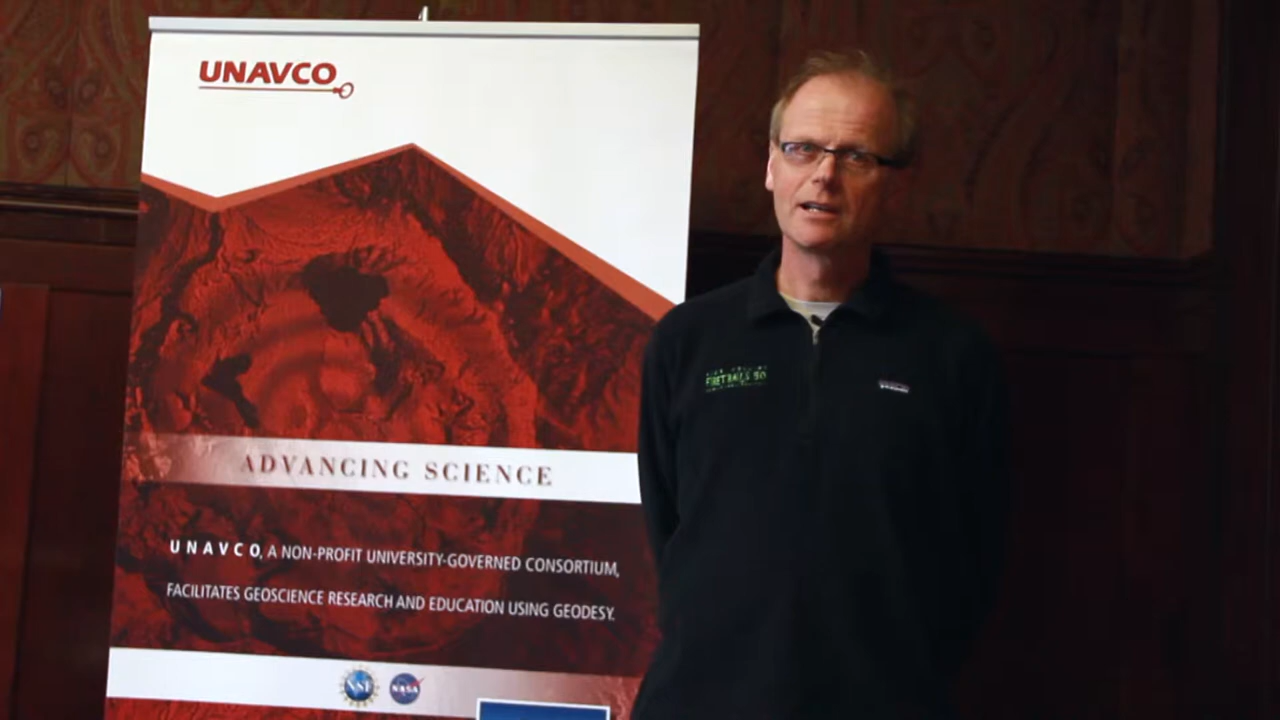 UNAVCO
ADVANCING SCIENCE
UNAVCO, A NON-PROFIT UNIVERSITY-GOVERNED CONSORTIUM,
FACILITATES GEOSCIENCE RESEARCH AND EDUCATION USING GEODESY.
NSF
NASA